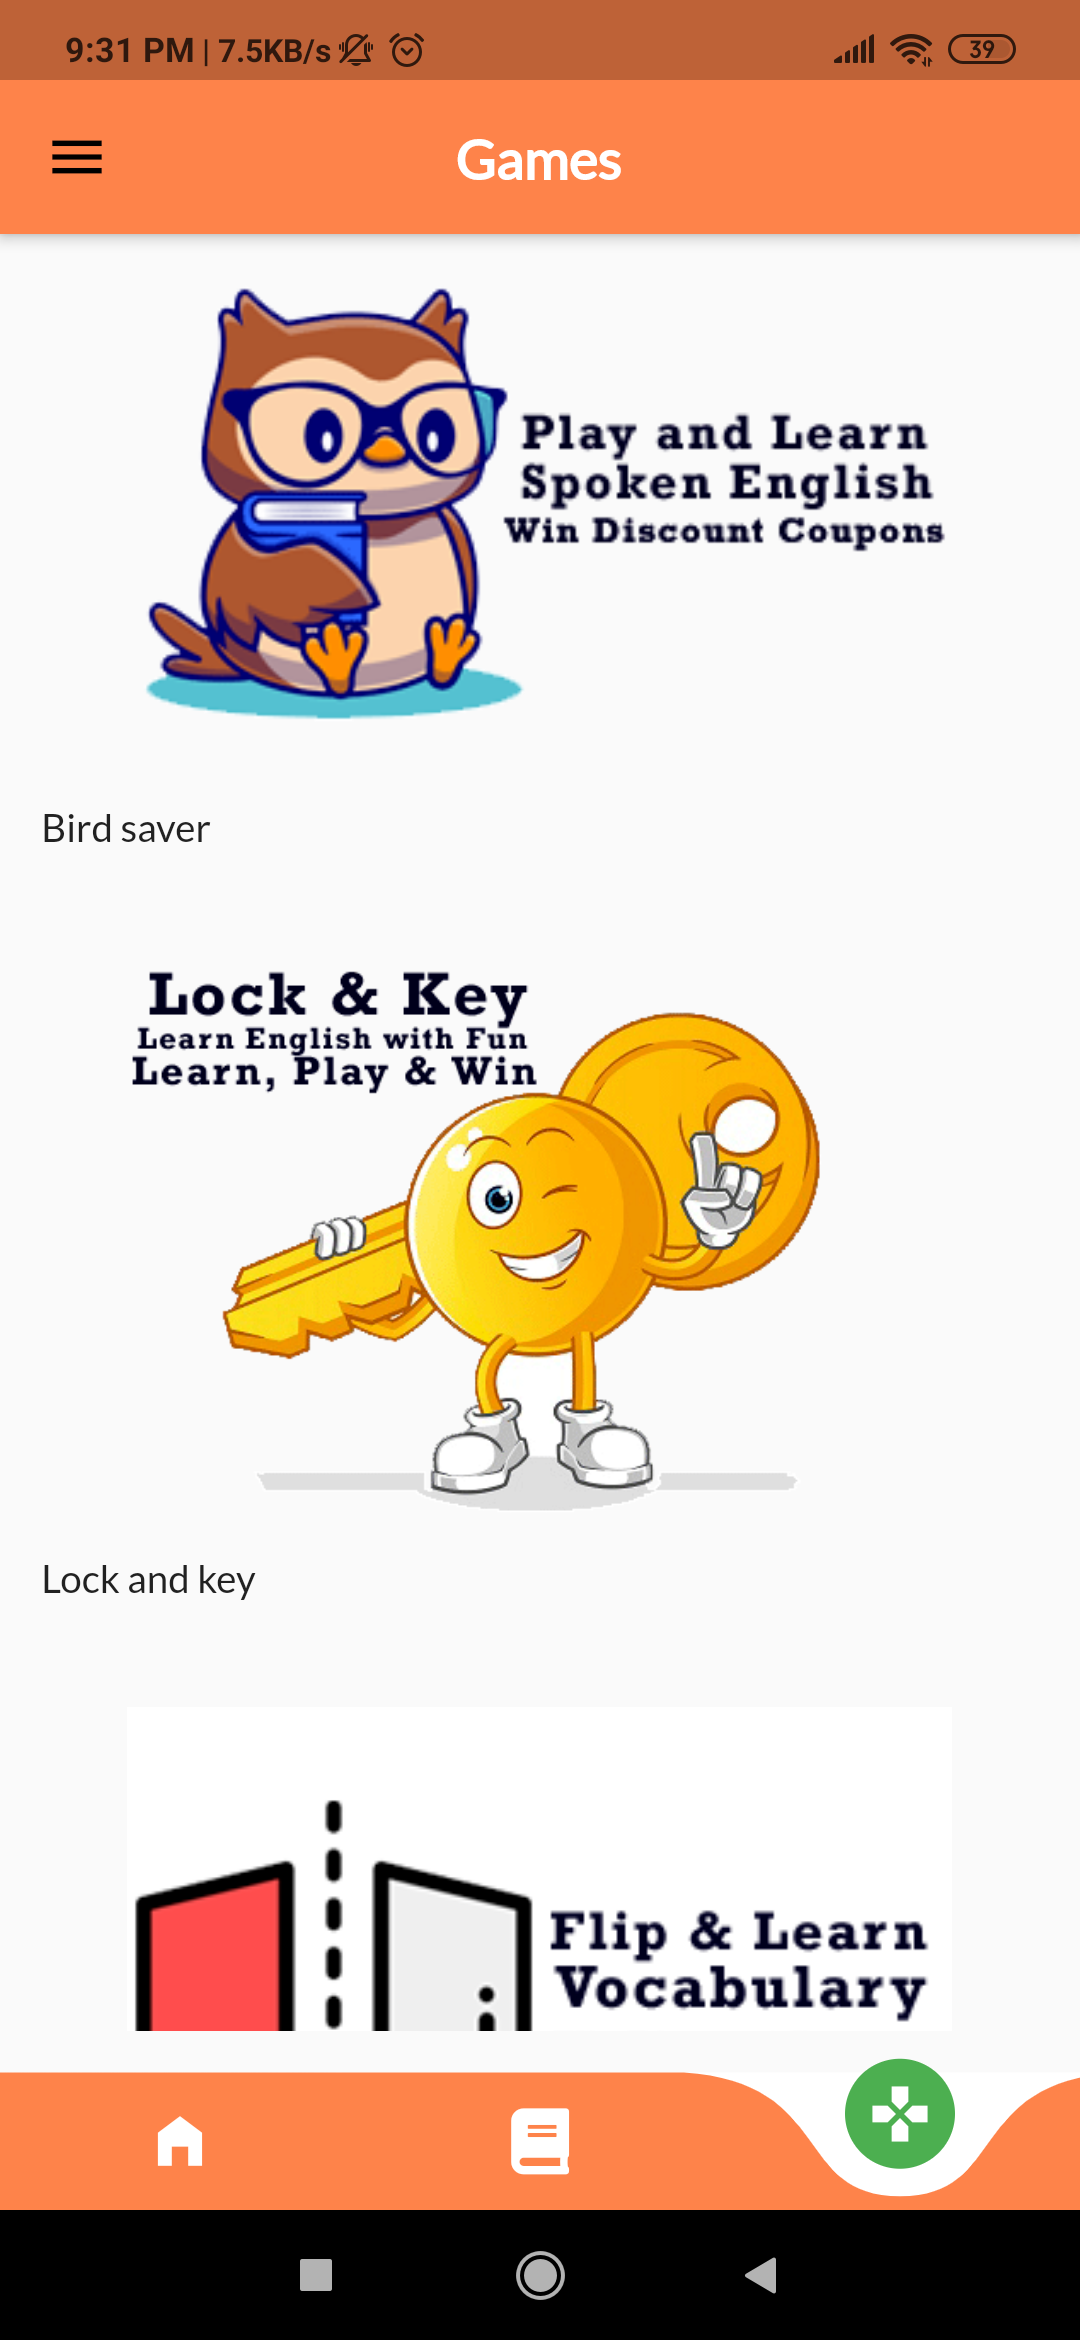 9:31 PM | 7.5KB/s
39
Games
Play and Learn
Spoken English
Win Discount Coupons
Bird saver
Lock & Key
Learn English with Fun
Learn, Play & Win
Lock and key
Flip & Learn
Vocabulary